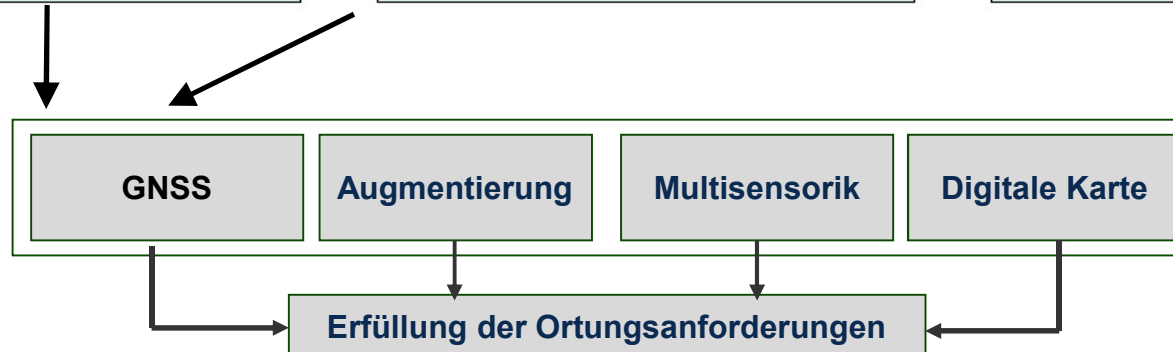 GNSS
Augmentierung
Multisensorik
Digitale Karte
Erfüllung der Ortungsanforderungen